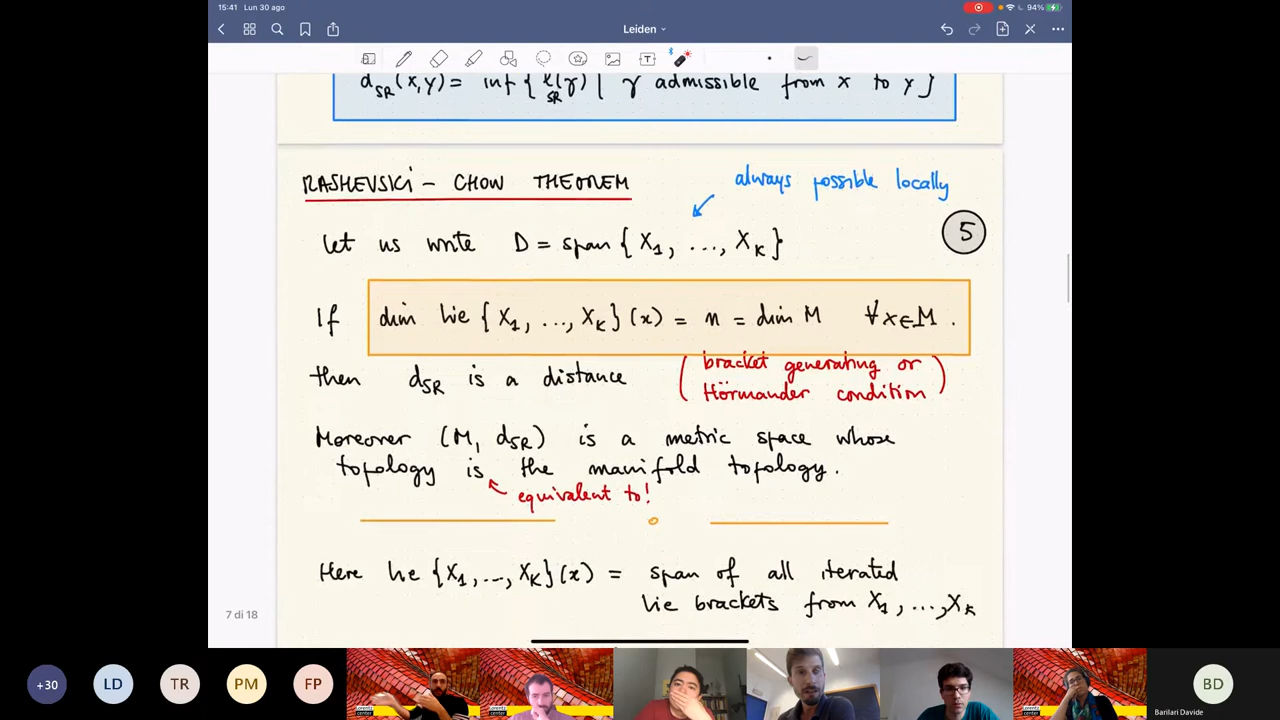 15:41 Lun 30 ago
94%
Leiden
d_SR(x,y) = inf { ℓ_SR(γ) | γ admissible from x to y }
RASHEVSKI - CHOW THEOREM
always possible locally
Let us write D = span { X_1, ..., X_k }
5
If dim Lie { X_1, ..., X_k } (x) = n = dim M ∀ x ∈ M .
then d_SR is a distance
( bracket generating or
Hörmander condition )
Moreover (M, d_SR) is a metric space whose
topology is the manifold topology.
equivalent to!
Here Lie { X_1, ..., X_k } (x) = span of all iterated
Lie brackets from X_1, ..., X_k
7 di 18
+30
LD
TR
PM
FP
BD
Barilari Davide